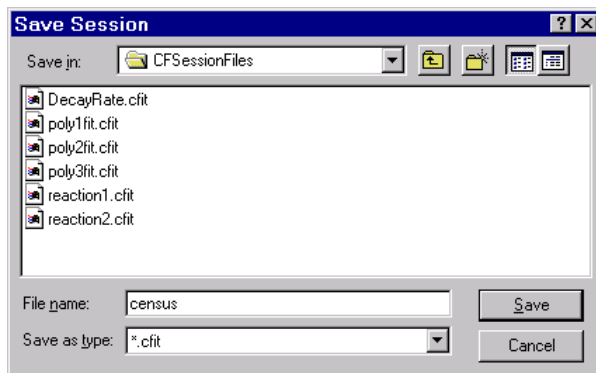 Save Session
Save in: CFSessionFiles
DecayRate.cfit
poly1fit.cfit
poly2fit.cfit
poly3fit.cfit
reaction1.cfit
reaction2.cfit
File name: census Save
Save as type: *.cfit Cancel